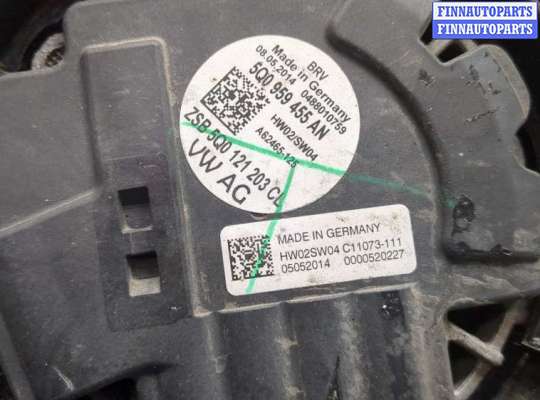 FINNAUTOPARTS
FINNAUTOPARTS
BRV
Made in Germany
08.05.2014 0488010759
5Q0 959 455 AN
HW02/SW04
A62465-125
ZSB 5Q0 121 203 CL
VW AG
MADE IN GERMANY
HW02SW04 C11073-111
05052014 0000520227